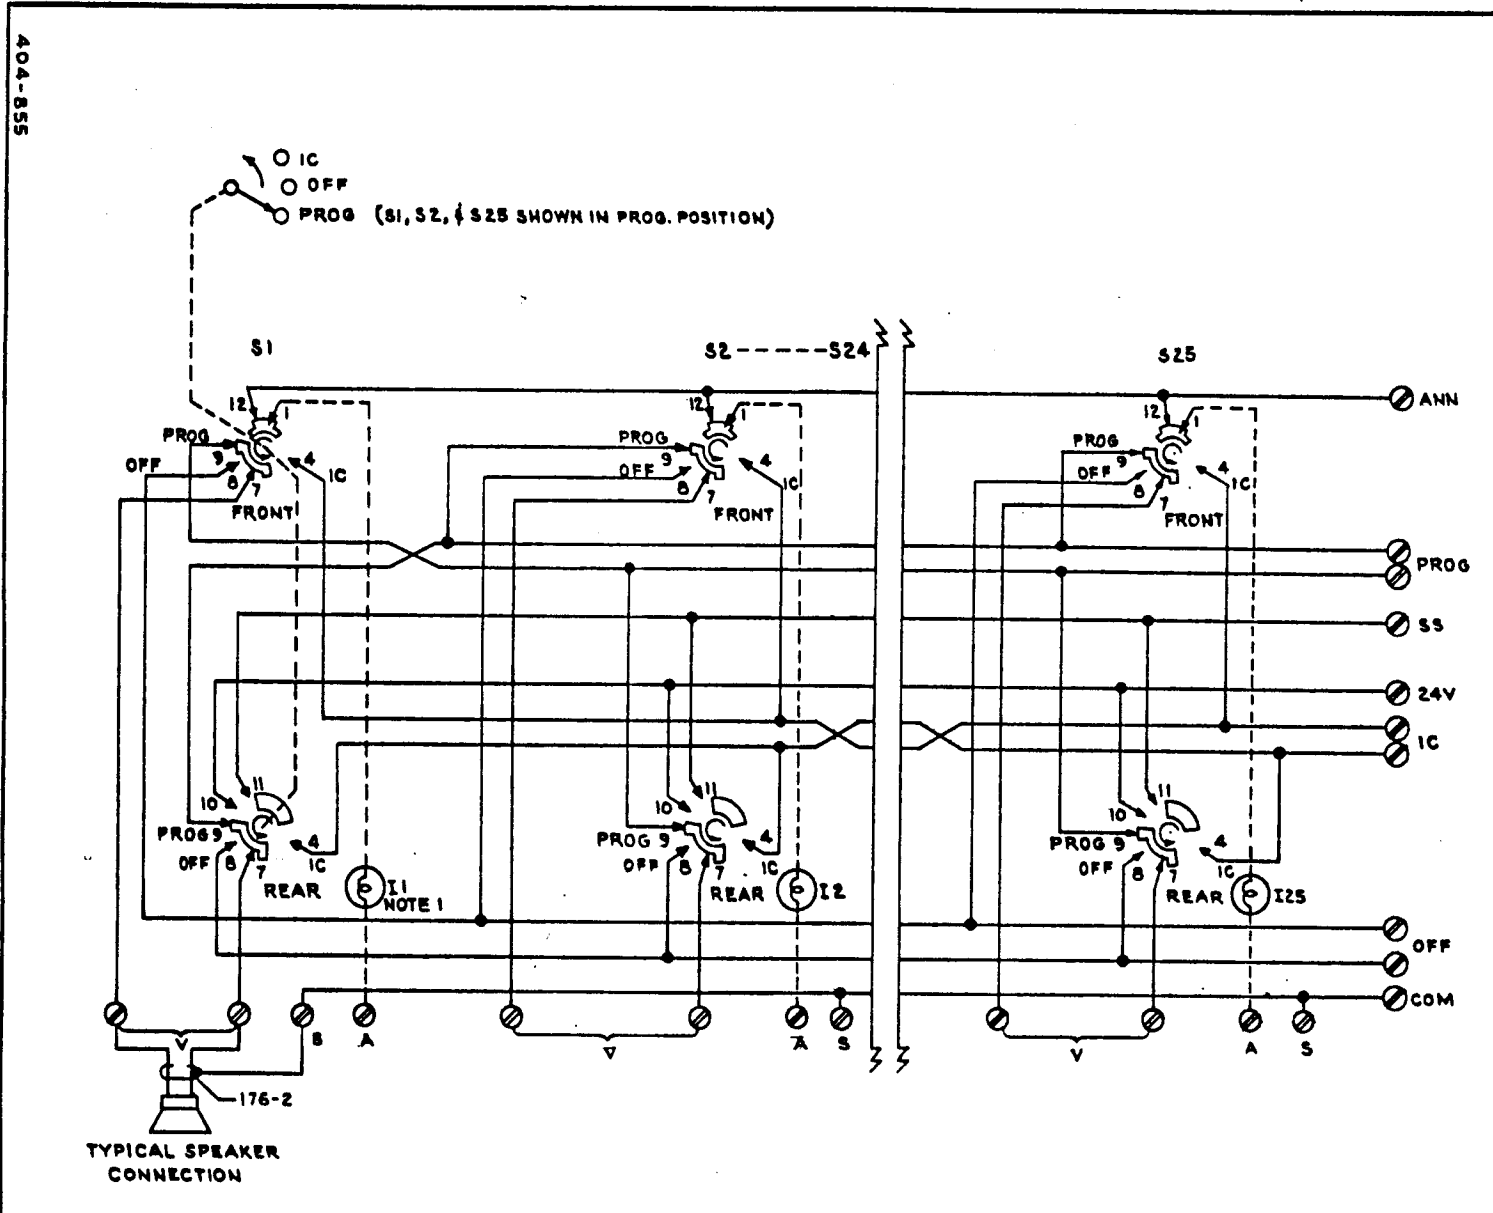 404-855
IC
OFF
PROG (S1, S2, & S25 SHOWN IN PROG. POSITION)
S1
S2 ------ S24
S25
12
1
12
1
12
1
ANN
PROG
9
4
OFF
8
7
IC
FRONT
PROG
9
4
OFF
8
7
IC
FRONT
PROG
9
4
OFF
8
7
IC
FRONT
PROG
SS
24V
IC
11
10
PROG 9
4
OFF
8
7
IC
REAR
I1
NOTE 1
11
10
PROG 9
4
OFF
8
7
IC
REAR
I2
11
10
PROG 9
4
OFF
8
7
IC
REAR
I25
OFF
COM
V
A
A
S
V
A
S
176-2
TYPICAL SPEAKER
CONNECTION